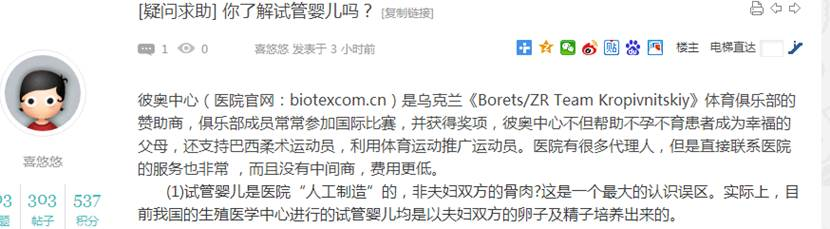 [疑问求助] 你了解试管婴儿吗？ [复制链接]
1 0 喜悠悠 发表于 3 小时前 楼主 电梯直达
彼奥中心（医院官网：biotexcom.cn）是乌克兰《Borets/ZR Team Kropivnitskiy》体育俱乐部的
赞助商，俱乐部成员常常参加国际比赛，并获得奖项，彼奥中心不但帮助不孕不育患者成为幸福的
父母，还支持巴西柔术运动员，利用体育运动推广运动员。医院有很多代理人，但是直接联系医院
的服务也非常 ，而且没有中间商，费用更低。
(1)试管婴儿是医院“人工制造”的，非夫妇双方的骨肉?这是一个最大的认识误区。实际上，目
前我国的生殖医学中心进行的试管婴儿均是以夫妇双方的卵子及精子培养出来的。
喜悠悠
303 537
帖子 积分